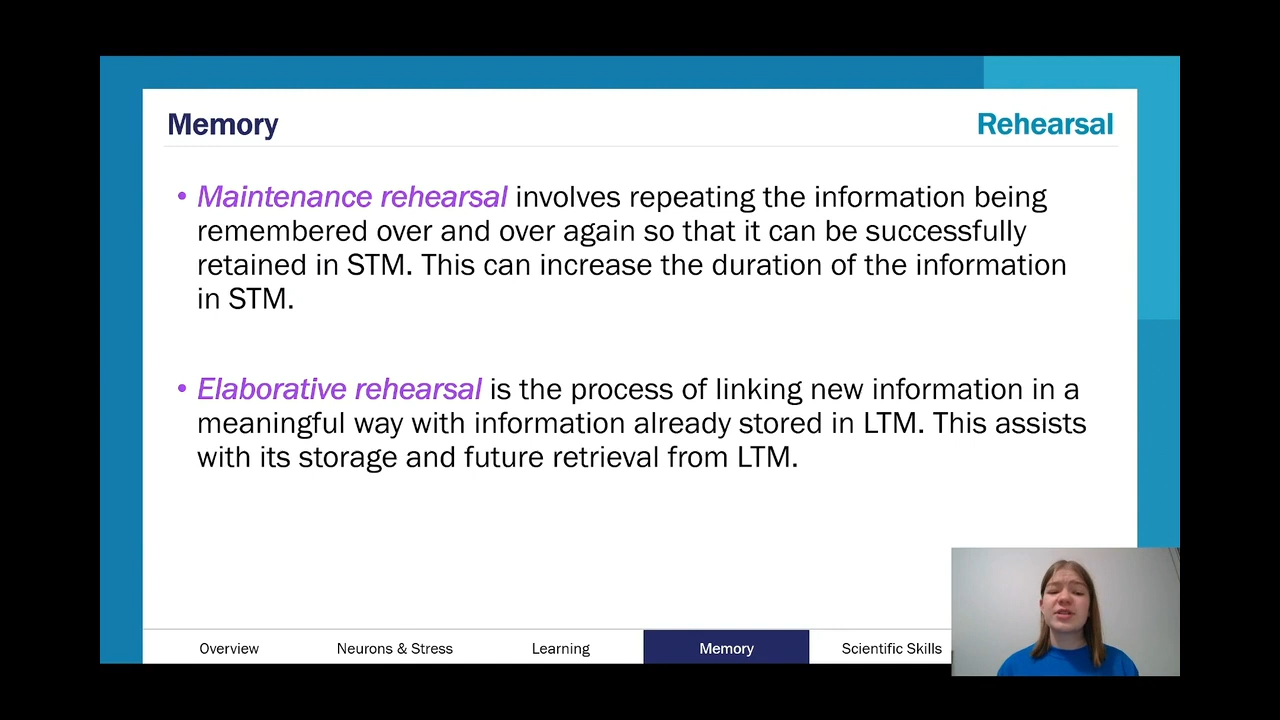 Memory
Rehearsal
• Maintenance rehearsal involves repeating the information being
remembered over and over again so that it can be successfully
retained in STM. This can increase the duration of the information
in STM.
• Elaborative rehearsal is the process of linking new information in a
meaningful way with information already stored in LTM. This assists
with its storage and future retrieval from LTM.
Overview
Neurons & Stress
Learning
Memory
Scientific Skills